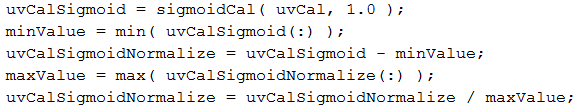 uvCalSigmoid = sigmoidCal( uvCal, 1.0 );
minValue = min( uvCalSigmoid(:) );
uvCalSigmoidNormalize = uvCalSigmoid - minValue;
maxValue = max( uvCalSigmoidNormalize(:) );
uvCalSigmoidNormalize = uvCalSigmoidNormalize / maxValue;